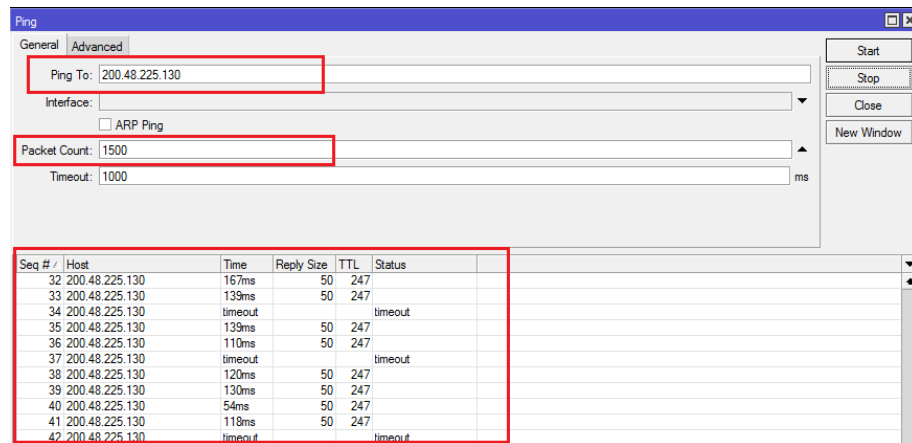 Ping
General Advanced
Start
Ping To: 200.48.225.130
Stop
Interface:
Close
ARP Ping
New Window
Packet Count: 1500
Timeout: 1000 ms
Seq # / Host Time Reply Size TTL Status
32 200.48.225.130 167ms 50 247
33 200.48.225.130 139ms 50 247
34 200.48.225.130 timeout timeout
35 200.48.225.130 139ms 50 247
36 200.48.225.130 110ms 50 247
37 200.48.225.130 timeout timeout
38 200.48.225.130 120ms 50 247
39 200.48.225.130 130ms 50 247
40 200.48.225.130 54ms 50 247
41 200.48.225.130 118ms 50 247
42 200.48.225.130 timeout timeout